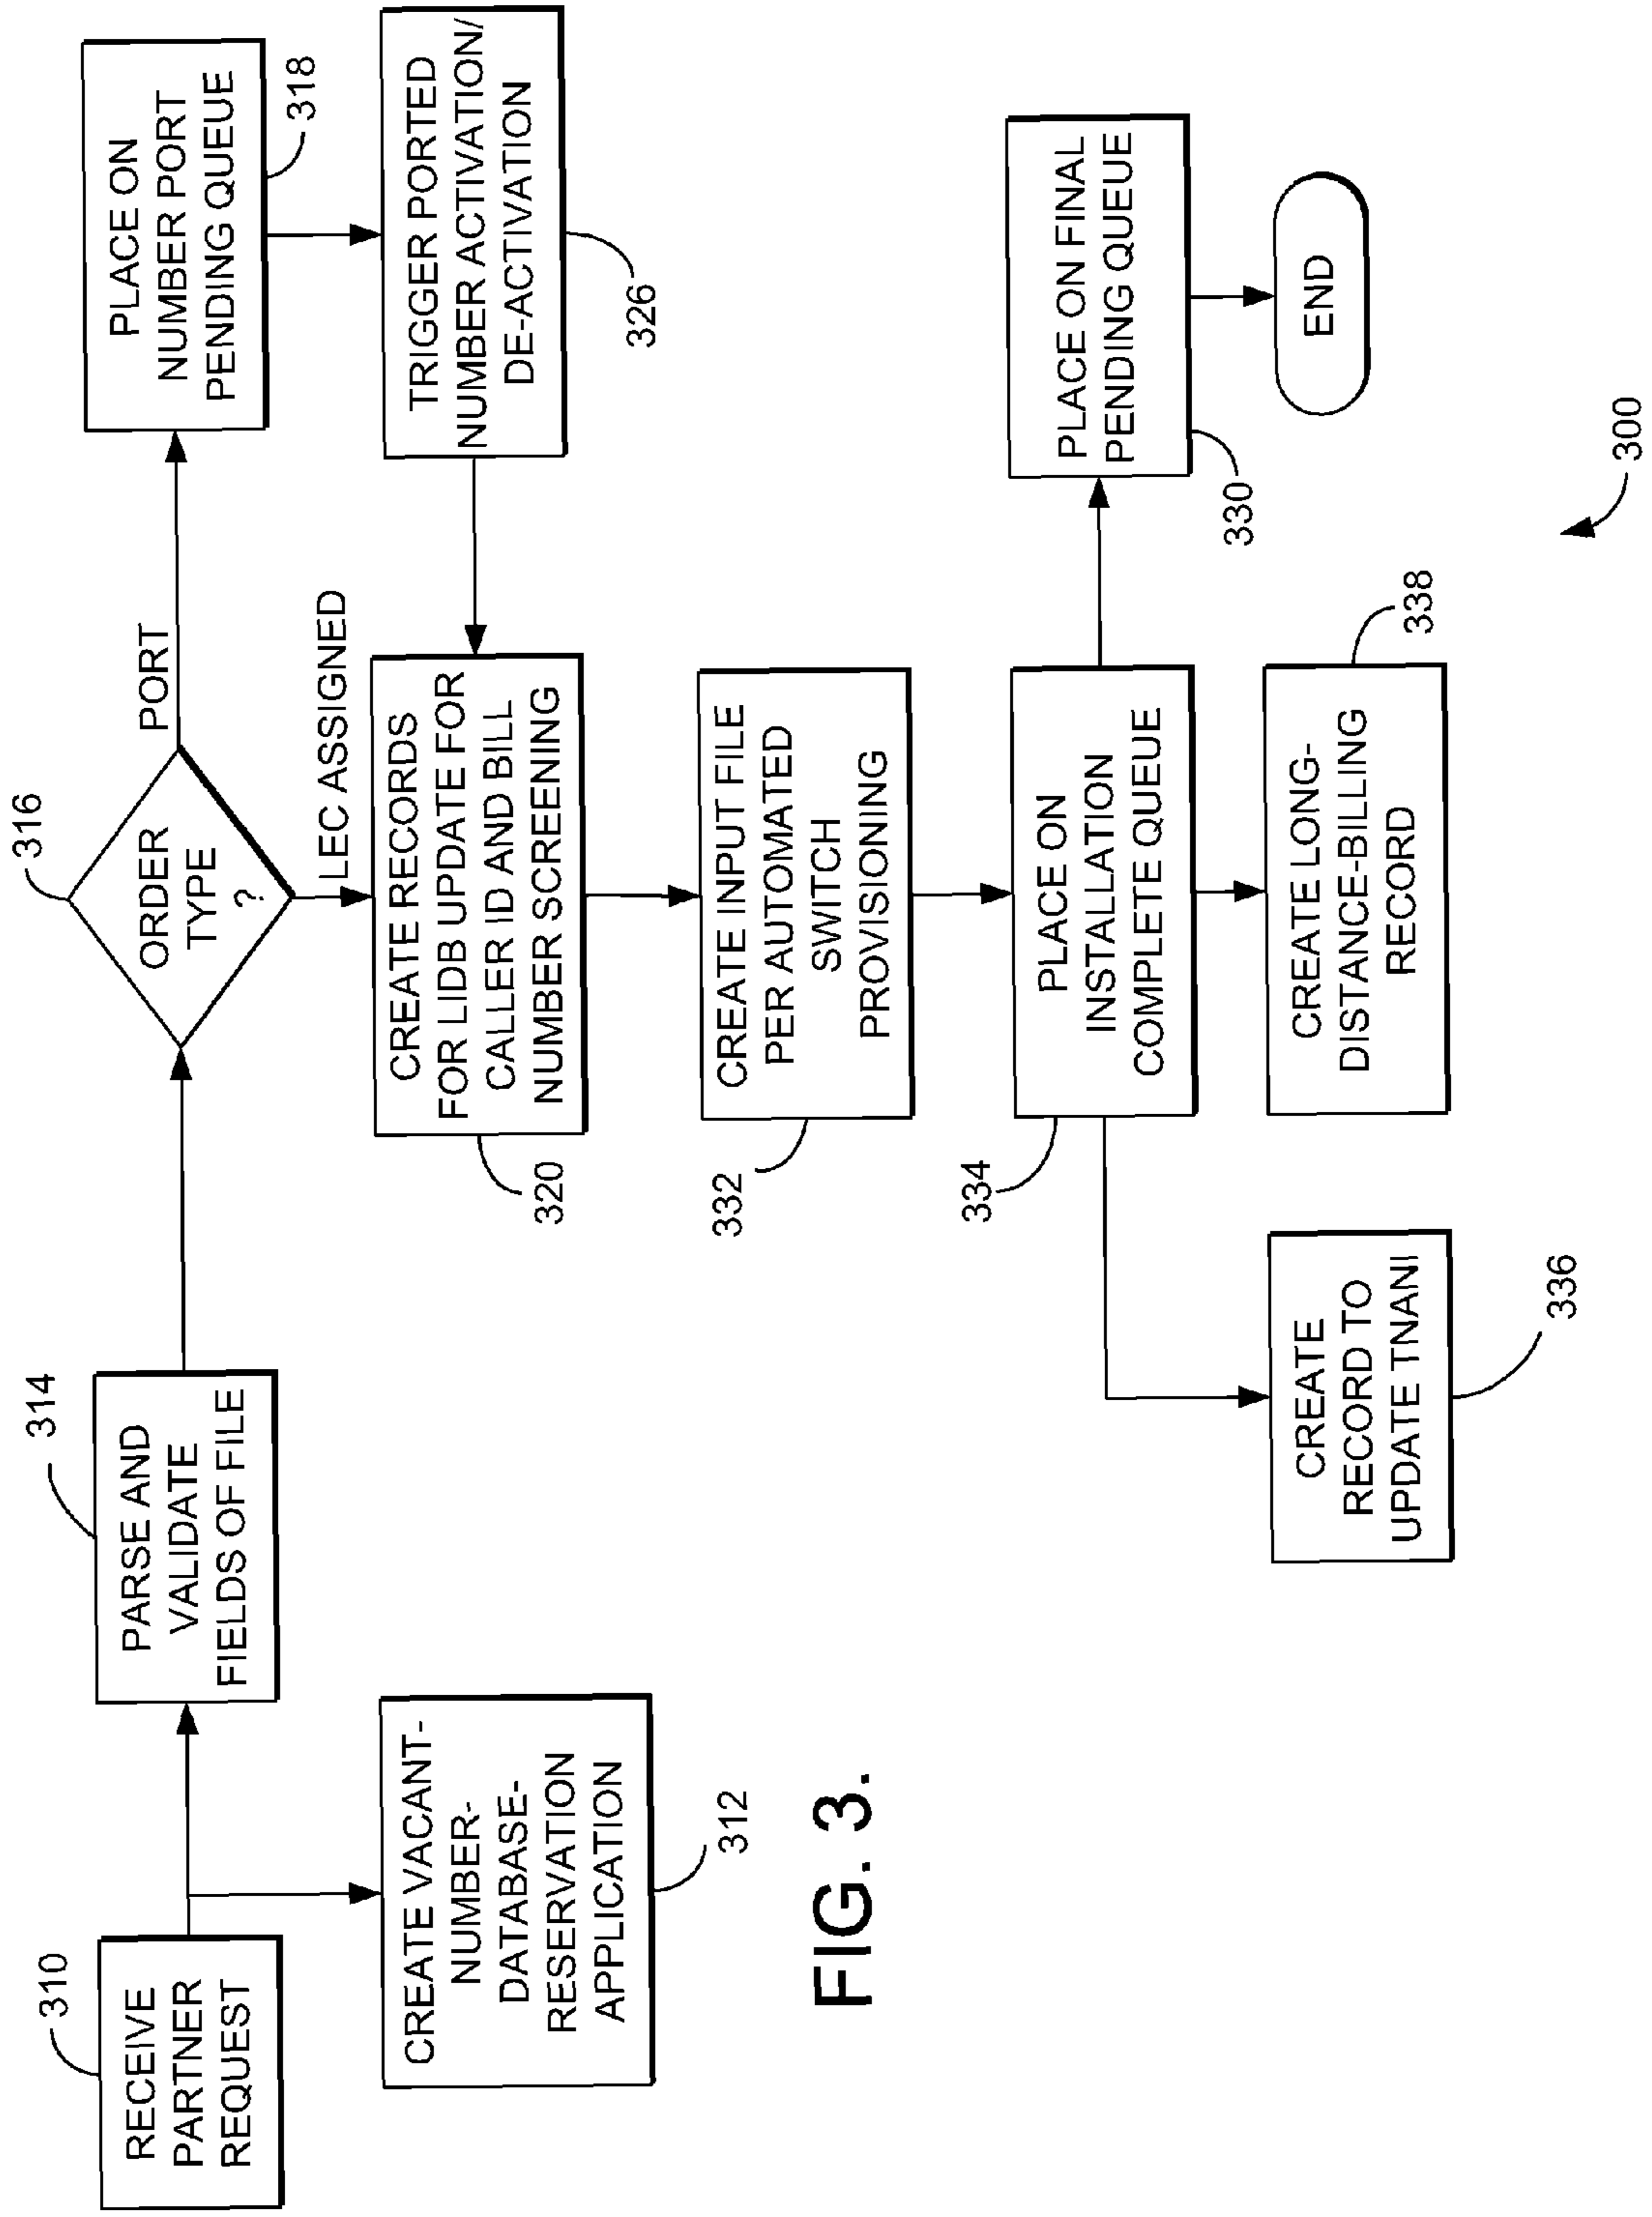 310
RECEIVE
PARTNER
REQUEST
CREATE VACANT-
NUMBER-
DATABASE-
RESERVATION
APPLICATION
312
314
PARSE AND
VALIDATE
FIELDS OF FILE
316
ORDER
TYPE
?
PORT
LEC ASSIGNED
PLACE ON
NUMBER PORT
PENDING QUEUE
318
TRIGGER PORTED
NUMBER ACTIVATION/
DE-ACTIVATION
326
CREATE RECORDS
FOR LIDB UPDATE FOR
CALLER ID AND BILL
NUMBER SCREENING
320
CREATE INPUT FILE
PER AUTOMATED
SWITCH
PROVISIONING
332
PLACE ON
INSTALLATION
COMPLETE QUEUE
334
PLACE ON FINAL
PENDING QUEUE
330
END
CREATE
RECORD TO
UPDATE TNANI
336
CREATE LONG-
DISTANCE-BILLING
RECORD
338
300
FIG. 3.